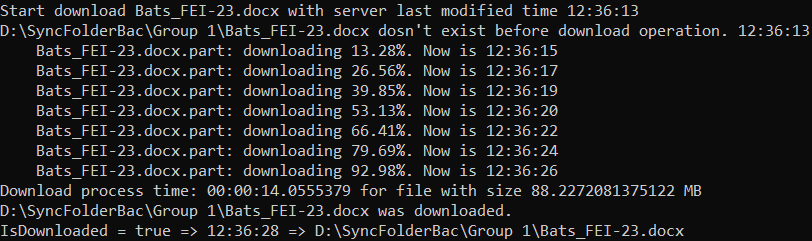 Start download Bats_FEI-23.docx with server last modified time 12:36:13
D:\SyncFolderBac\Group 1\Bats_FEI-23.docx dosn't exist before download operation. 12:36:13
Bats_FEI-23.docx.part: downloading 13.28%. Now is 12:36:15
Bats_FEI-23.docx.part: downloading 26.56%. Now is 12:36:17
Bats_FEI-23.docx.part: downloading 39.85%. Now is 12:36:19
Bats_FEI-23.docx.part: downloading 53.13%. Now is 12:36:20
Bats_FEI-23.docx.part: downloading 66.41%. Now is 12:36:22
Bats_FEI-23.docx.part: downloading 79.69%. Now is 12:36:24
Bats_FEI-23.docx.part: downloading 92.98%. Now is 12:36:26
Download process time: 00:00:14.0555379 for file with size 88.2272081375122 MB
D:\SyncFolderBac\Group 1\Bats_FEI-23.docx was downloaded.
IsDownloaded = true => 12:36:28 => D:\SyncFolderBac\Group 1\Bats_FEI-23.docx